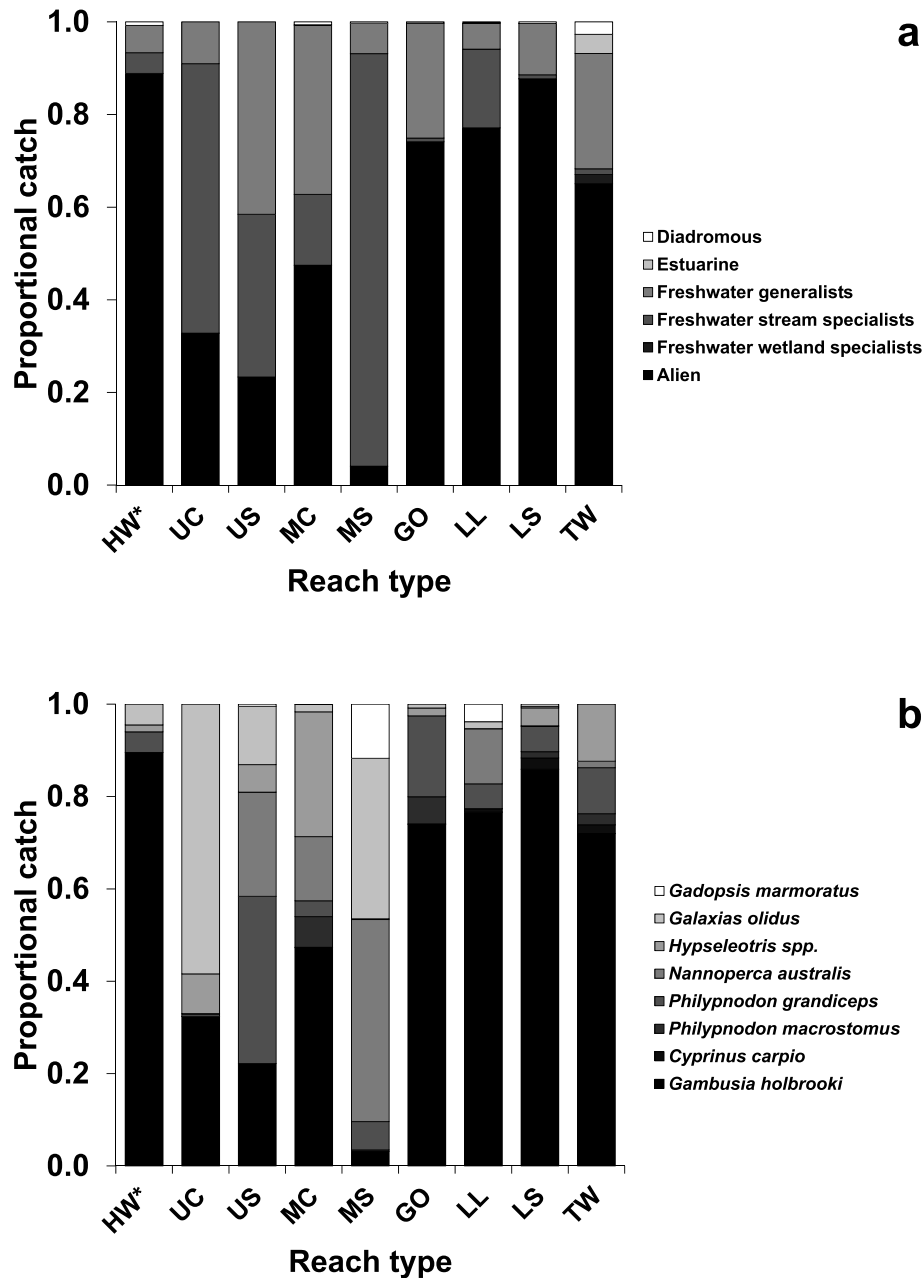 a
1.0
0.8
0.6
0.4
0.2
0.0
Proportional catch
HW* UC US MC MS GO LL LS TW
Reach type
Diadromous
Estuarine
Freshwater generalists
Freshwater stream specialists
Freshwater wetland specialists
Alien
b
1.0
0.8
0.6
0.4
0.2
0.0
Proportional catch
HW* UC US MC MS GO LL LS TW
Reach type
Gadopsis marmoratus
Galaxias olidus
Hypseleotris spp.
Nannoperca australis
Philypnodon grandiceps
Philypnodon macrostomus
Cyprinus carpio
Gambusia holbrooki